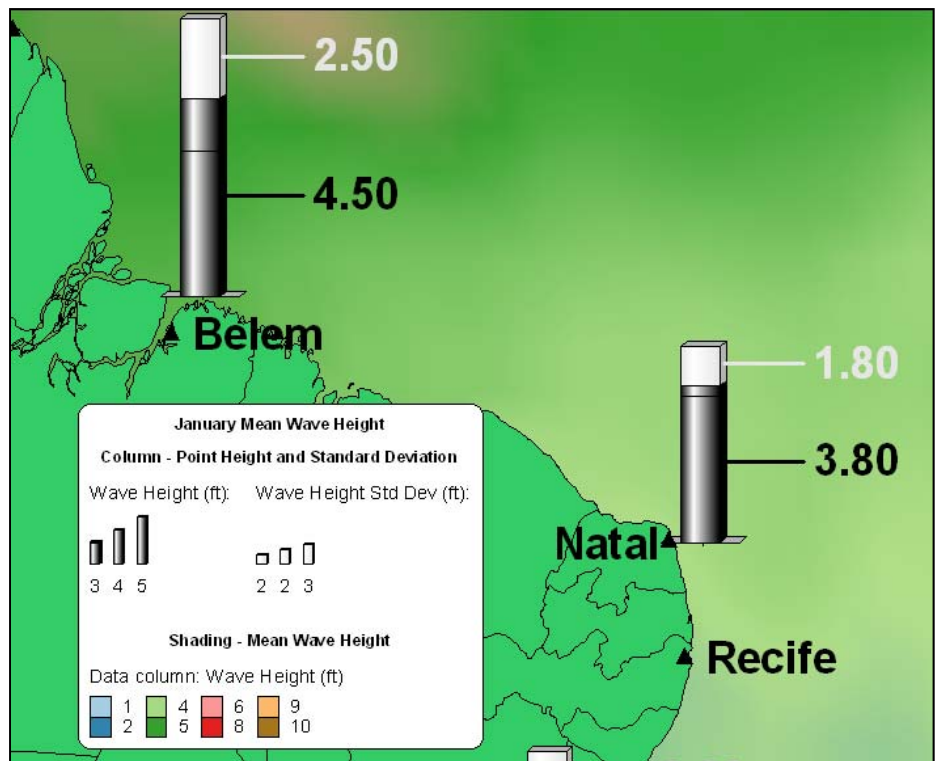 2.50
4.50
Belem
1.80
3.80
Natal
Recife
January Mean Wave Height
Column - Point Height and Standard Deviation
Wave Height (ft): Wave Height Std Dev (ft):
3 4 5 2 2 3
Shading - Mean Wave Height
Data column: Wave Height (ft)
1 4 6 9
2 5 8 10